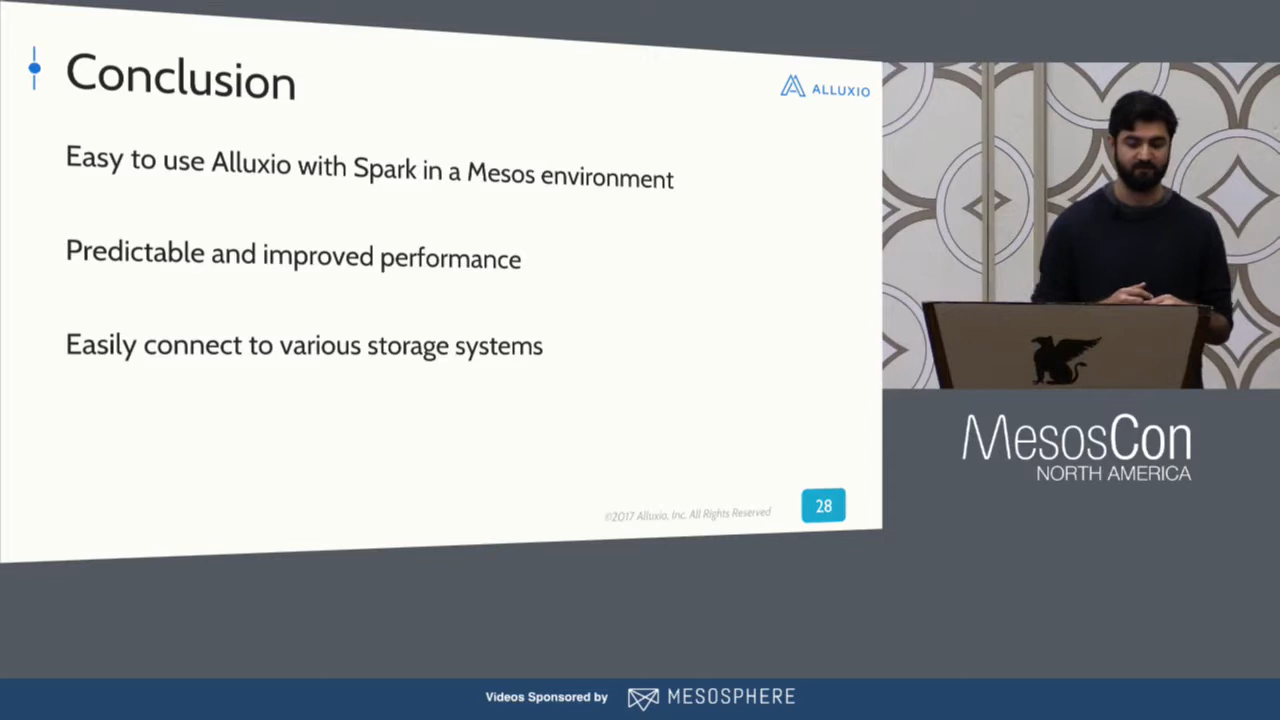 Conclusion
ALLUXIO
Easy to use Alluxio with Spark in a Mesos environment
Predictable and improved performance
Easily connect to various storage systems
©2017 Alluxio, Inc. All Rights Reserved
28
MesosCon
NORTH AMERICA
Videos Sponsored by MESOSPHERE